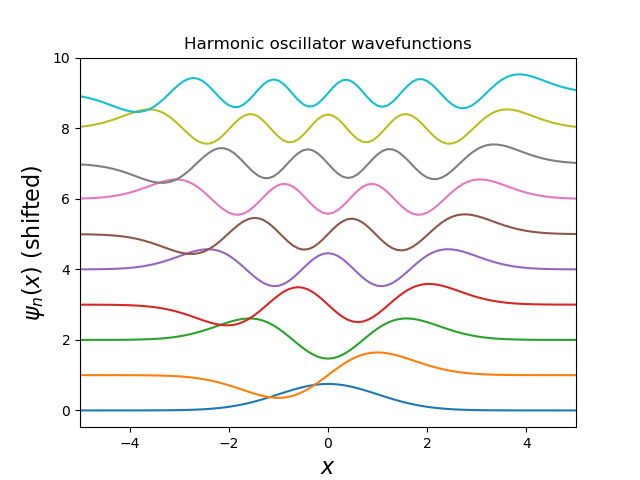 Harmonic oscillator wavefunctions
10
8
6
4
2
0
ψₙ(x) (shifted)
−4 −2 0 2 4
x